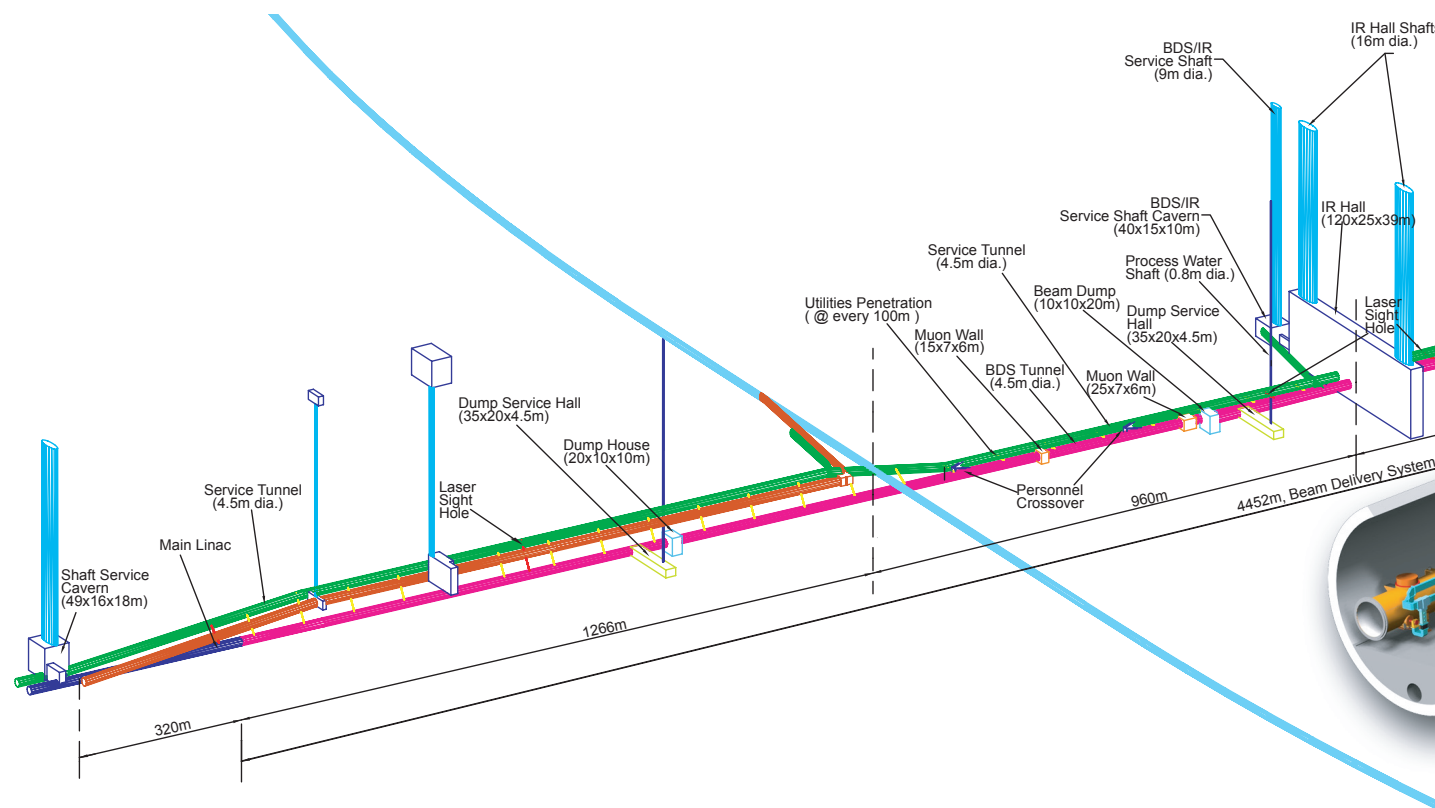 IR Hall Shafts
(16m dia.)
BDS/IR
Service Shaft
(9m dia.)
BDS/IR
Service Shaft Cavern
(40x15x10m)
IR Hall
(120x25x39m)
Service Tunnel
(4.5m dia.)
Process Water
Shaft (0.8m dia.)
Beam Dump
(10x10x20m)
Utilities Penetration
( @ every 100m )
Dump Service
Hall
(35x20x4.5m)
Laser
Sight
Hole
Muon Wall
(15x7x6m)
BDS Tunnel
(4.5m dia.)
Muon Wall
(25x7x6m)
Dump Service Hall
(35x20x4.5m)
Dump House
(20x10x10m)
Laser
Sight
Hole
Service Tunnel
(4.5m dia.)
Main Linac
Shaft Service
Cavern
(49x16x18m)
Personnel
Crossover
960m
4452m, Beam Delivery System
1266m
320m